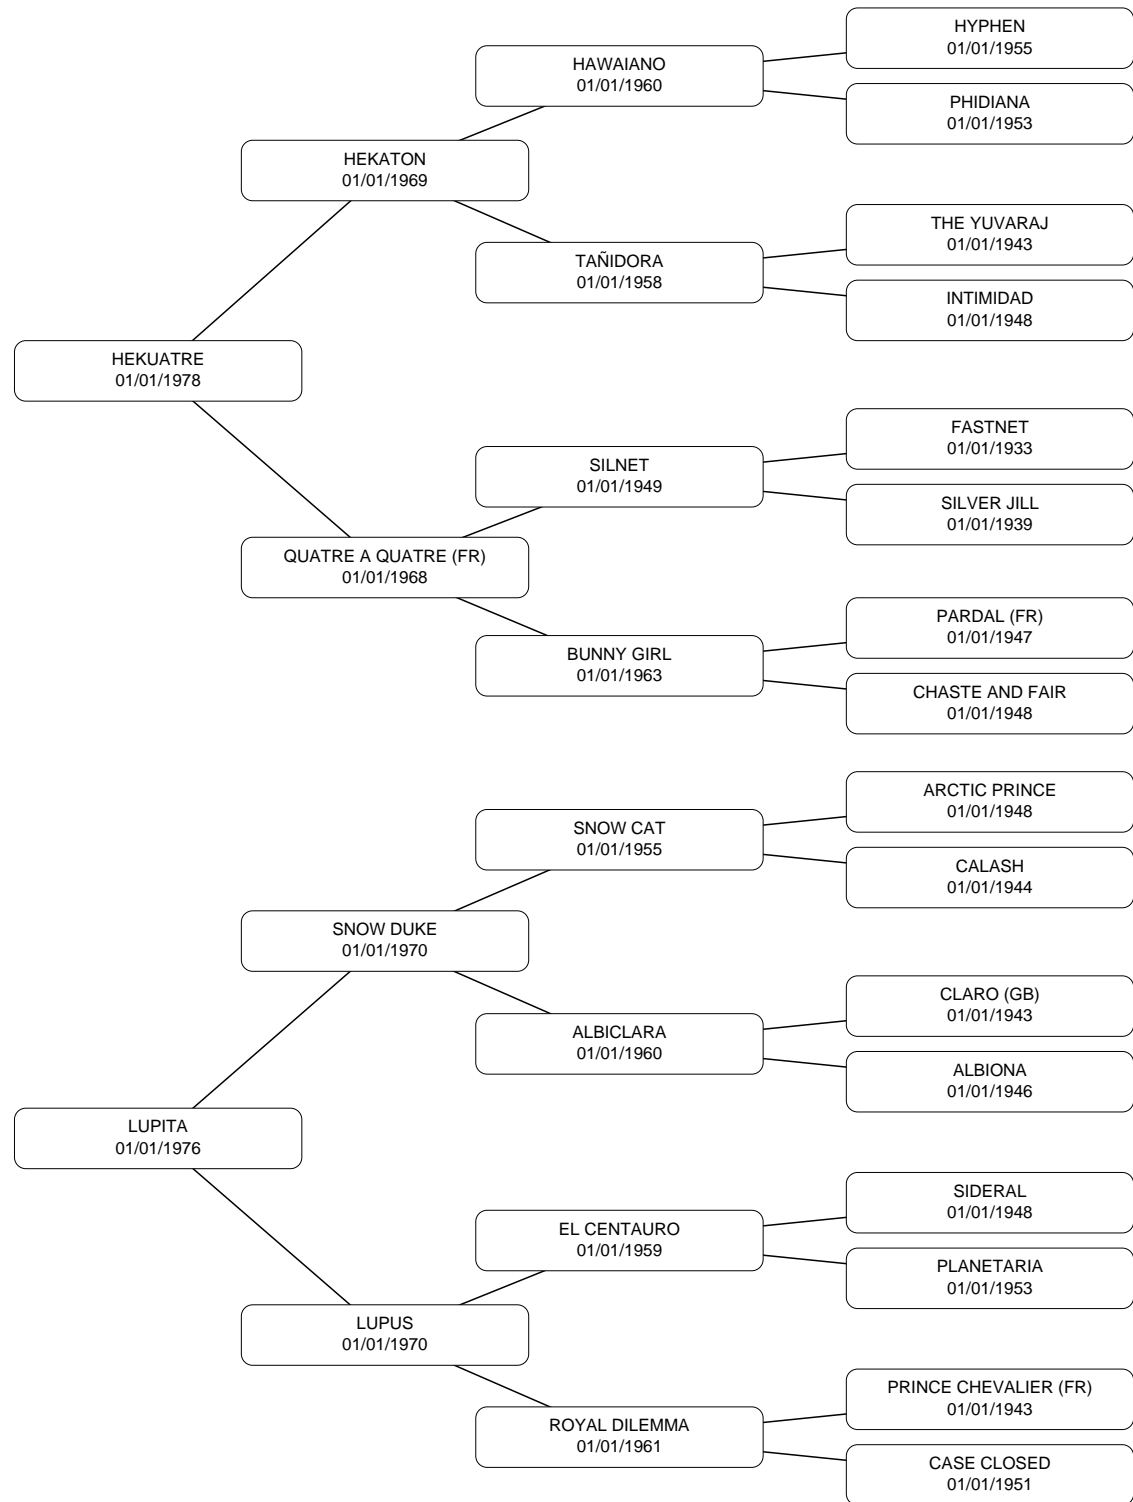 HYPHEN
01/01/1955
HAWAIANO
01/01/1960
PHIDIANA
01/01/1953
HEKATON
01/01/1969
THE YUVARAJ
01/01/1943
TAÑIDORA
01/01/1958
INTIMIDAD
01/01/1948
HEKUATRE
01/01/1978
FASTNET
01/01/1933
SILNET
01/01/1949
SILVER JILL
01/01/1939
QUATRE A QUATRE (FR)
01/01/1968
PARDAL (FR)
01/01/1947
BUNNY GIRL
01/01/1963
CHASTE AND FAIR
01/01/1948
ARCTIC PRINCE
01/01/1948
SNOW CAT
01/01/1955
CALASH
01/01/1944
SNOW DUKE
01/01/1970
CLARO (GB)
01/01/1943
ALBICLARA
01/01/1960
ALBIONA
01/01/1946
LUPITA
01/01/1976
SIDERAL
01/01/1948
EL CENTAURO
01/01/1959
PLANETARIA
01/01/1953
LUPUS
01/01/1970
PRINCE CHEVALIER (FR)
01/01/1943
ROYAL DILEMMA
01/01/1961
CASE CLOSED
01/01/1951